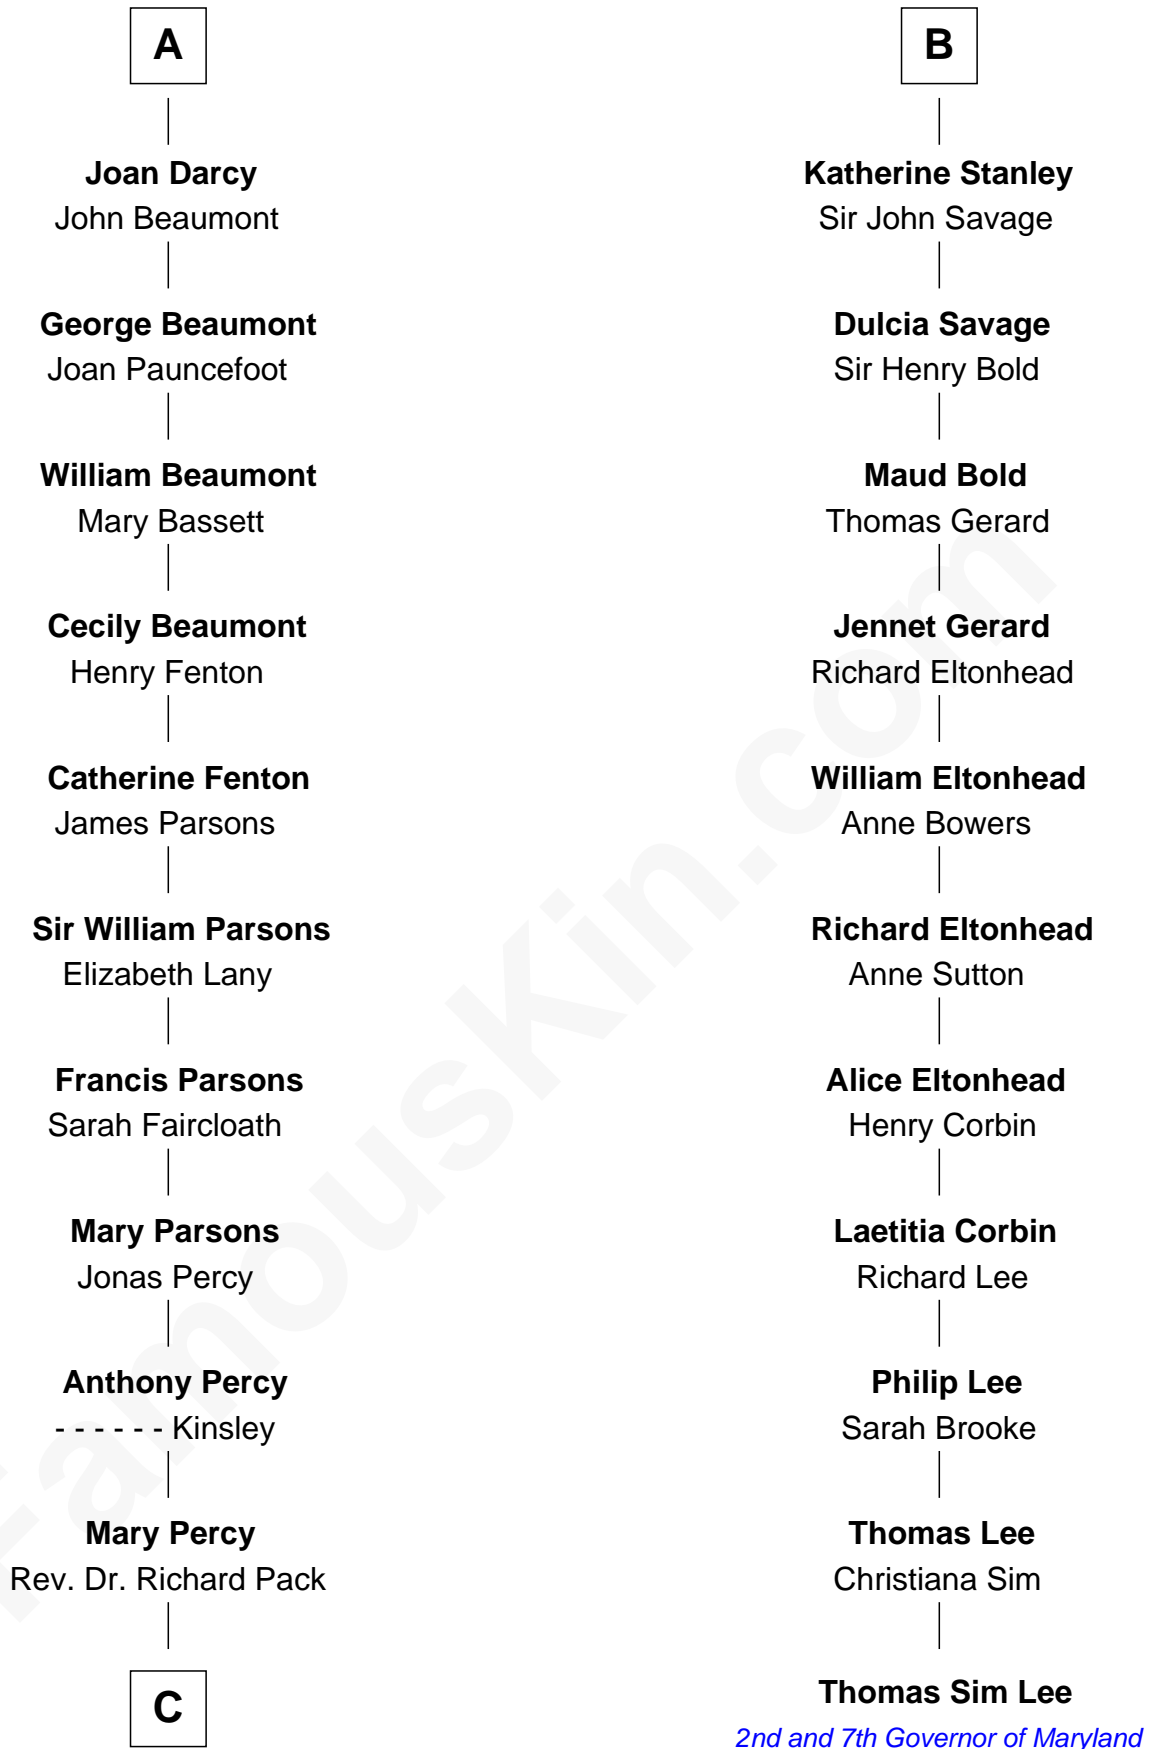 A
Joan Darcy
John Beaumont
George Beaumont
Joan Pauncefoot
William Beaumont
Mary Bassett
Cecily Beaumont
Henry Fenton
Catherine Fenton
James Parsons
Sir William Parsons
Elizabeth Lany
Francis Parsons
Sarah Faircloath
Mary Parsons
Jonas Percy
Anthony Percy
- - - - - - Kinsley
Mary Percy
Rev. Dr. Richard Pack
C
B
Katherine Stanley
Sir John Savage
Dulcia Savage
Sir Henry Bold
Maud Bold
Thomas Gerard
Jennet Gerard
Richard Eltonhead
William Eltonhead
Anne Bowers
Richard Eltonhead
Anne Sutton
Alice Eltonhead
Henry Corbin
Laetitia Corbin
Richard Lee
Philip Lee
Sarah Brooke
Thomas Lee
Christiana Sim
Thomas Sim Lee
2nd and 7th Governor of Maryland
FamousKin.com